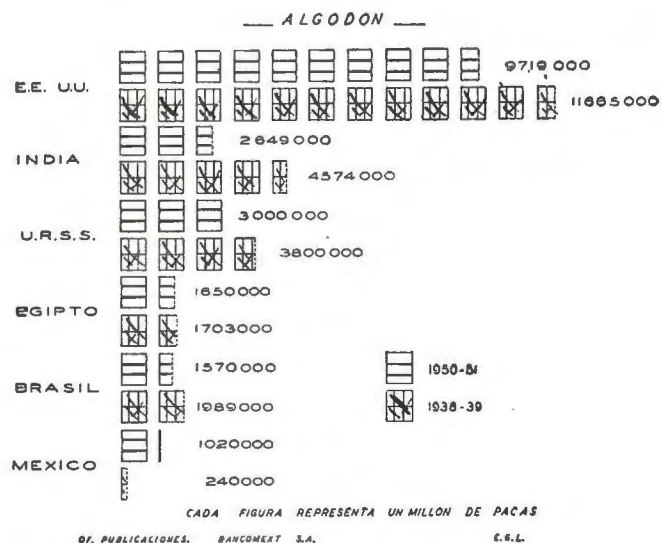 ALGODON
E.E. U.U.
9719000
11665000
INDIA
2649000
4574000
U.R.S.S.
3000000
3800000
EGIPTO
1650000
1703000
BRASIL
1570000
1989000
MEXICO
1020000
240000
1950-51
1938-39
CADA FIGURA REPRESENTA UN MILLON DE PACAS
OF. PUBLICACIONES. BANCOMEXT S.A. C.G.L.